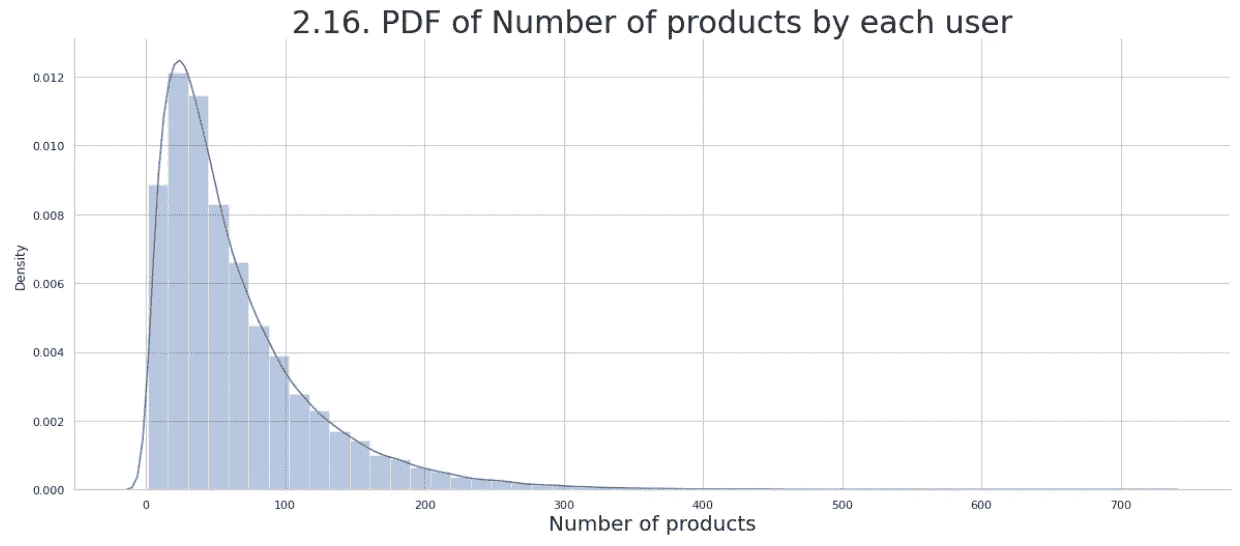 2.16. PDF of Number of products by each user
0.012
0.010
0.008
0.006
0.004
0.002
0.000
Density
0 100 200 300 400 500 600 700
Number of products